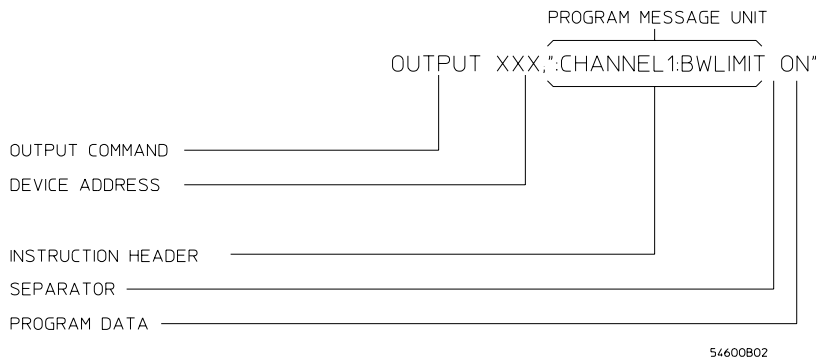 PROGRAM MESSAGE UNIT
OUTPUT XXX,":CHANNEL1:BWLIMIT ON"
OUTPUT COMMAND
DEVICE ADDRESS
INSTRUCTION HEADER
SEPARATOR
PROGRAM DATA
54600B02